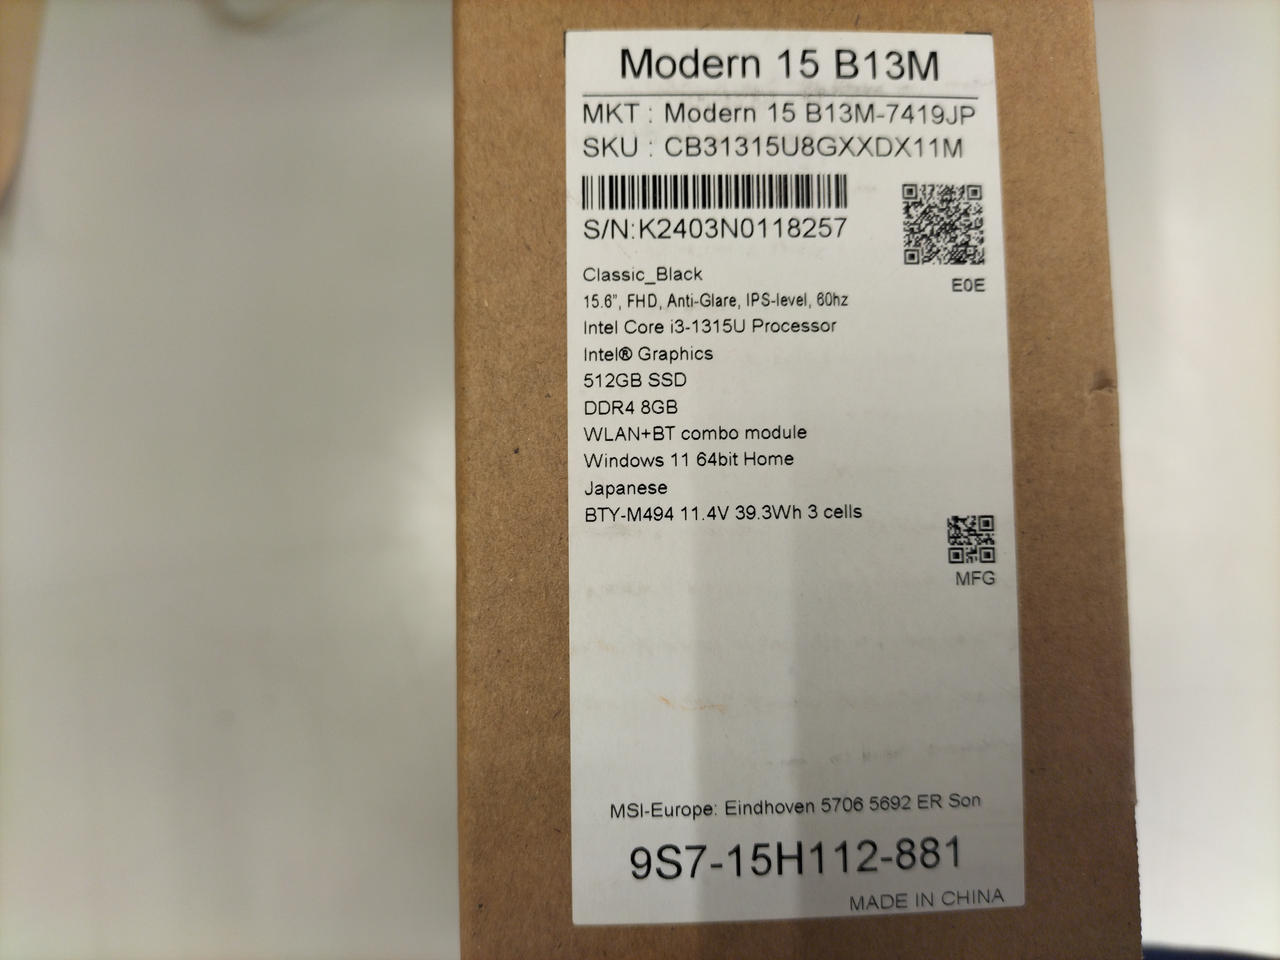 Modern 15 B13M
MKT : Modern 15 B13M-7419JP
SKU : CB31315U8GXXDX11M
S/N:K2403N0118257
E0E
Classic_Black
15.6", FHD, Anti-Glare, IPS-level, 60hz
Intel Core i3-1315U Processor
Intel® Graphics
512GB SSD
DDR4 8GB
WLAN+BT combo module
Windows 11 64bit Home
Japanese
BTY-M494 11.4V 39.3Wh 3 cells
MFG
MSI-Europe: Eindhoven 5706 5692 ER Son
9S7-15H112-881
MADE IN CHINA